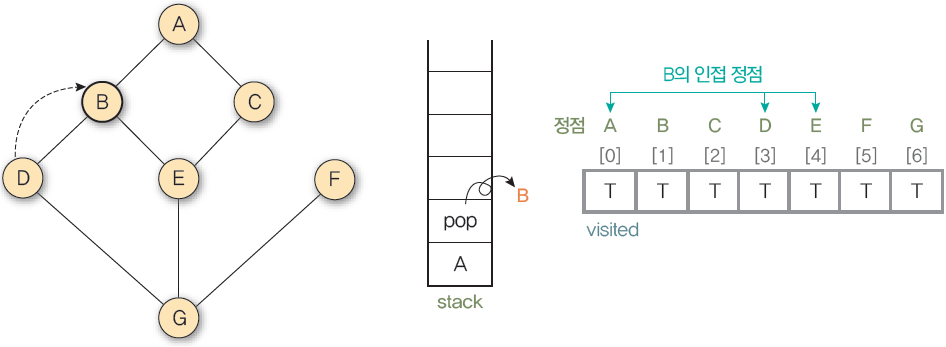 A
B
C
D
E
F
G
pop
B
A
stack
B의 인접 정점
정점 A B C D E F G
[0] [1] [2] [3] [4] [5] [6]
T T T T T T T
visited